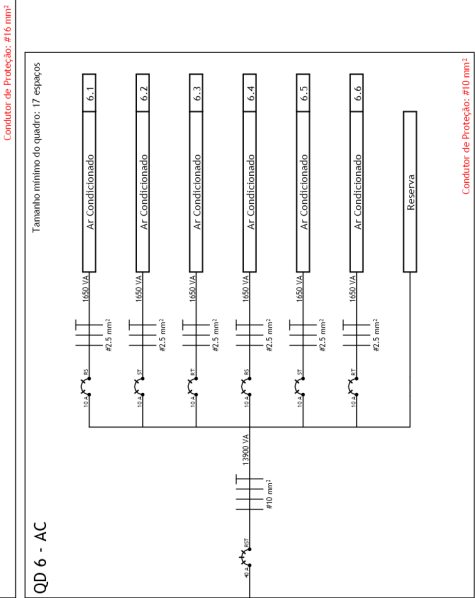 Condutor de Proteção: #16 mm²
QD 6 - AC
Tamanho mínimo do quadro: 17 espaços
RST
#10 mm²
13900 VA
10 A
RS
#2.5 mm²
1650 VA
Ar Condicionado
6.1
10 A
ST
#2.5 mm²
1650 VA
Ar Condicionado
6.2
10 A
RT
#2.5 mm²
1650 VA
Ar Condicionado
6.3
10 A
RS
#2.5 mm²
1650 VA
Ar Condicionado
6.4
10 A
ST
#2.5 mm²
1650 VA
Ar Condicionado
6.5
10 A
RT
#2.5 mm²
1650 VA
Ar Condicionado
6.6
Reserva
Condutor de Proteção: #10 mm²